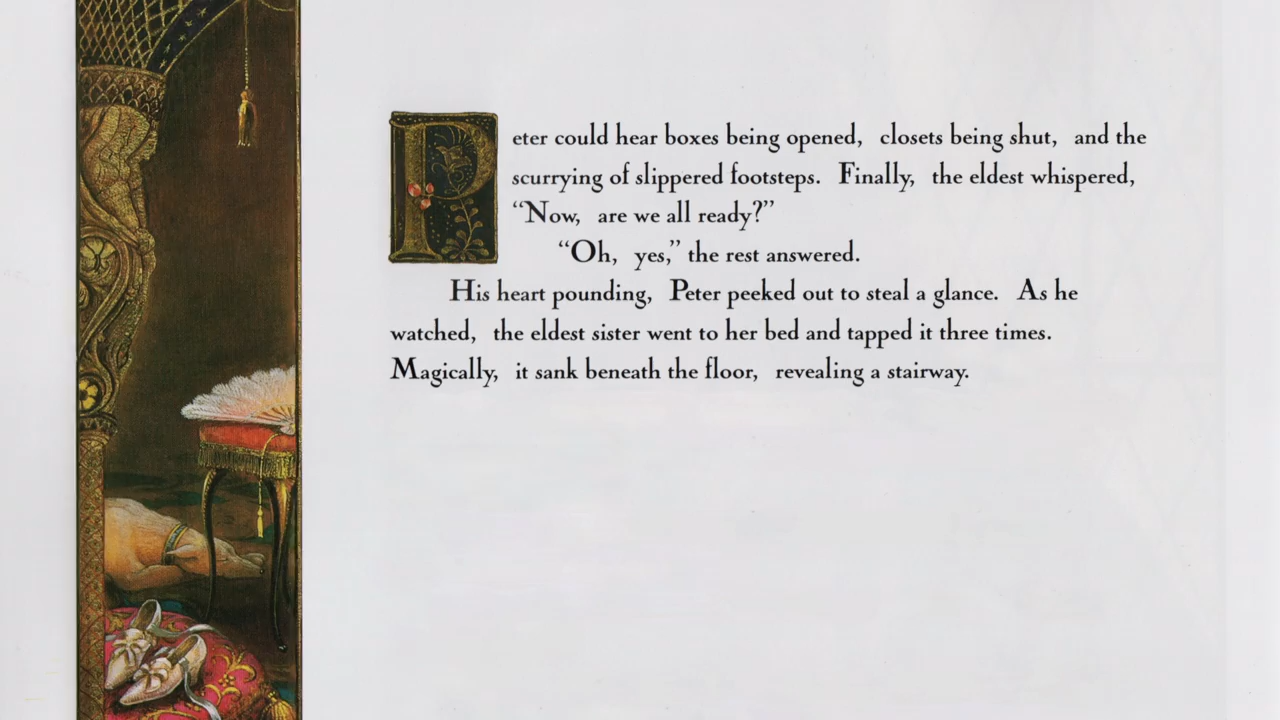 Peter could hear boxes being opened, closets being shut, and the
scurrying of slippered footsteps. Finally, the eldest whispered,
“Now, are we all ready?”
“Oh, yes,” the rest answered.
His heart pounding, Peter peeked out to steal a glance. As he
watched, the eldest sister went to her bed and tapped it three times.
Magically, it sank beneath the floor, revealing a stairway.